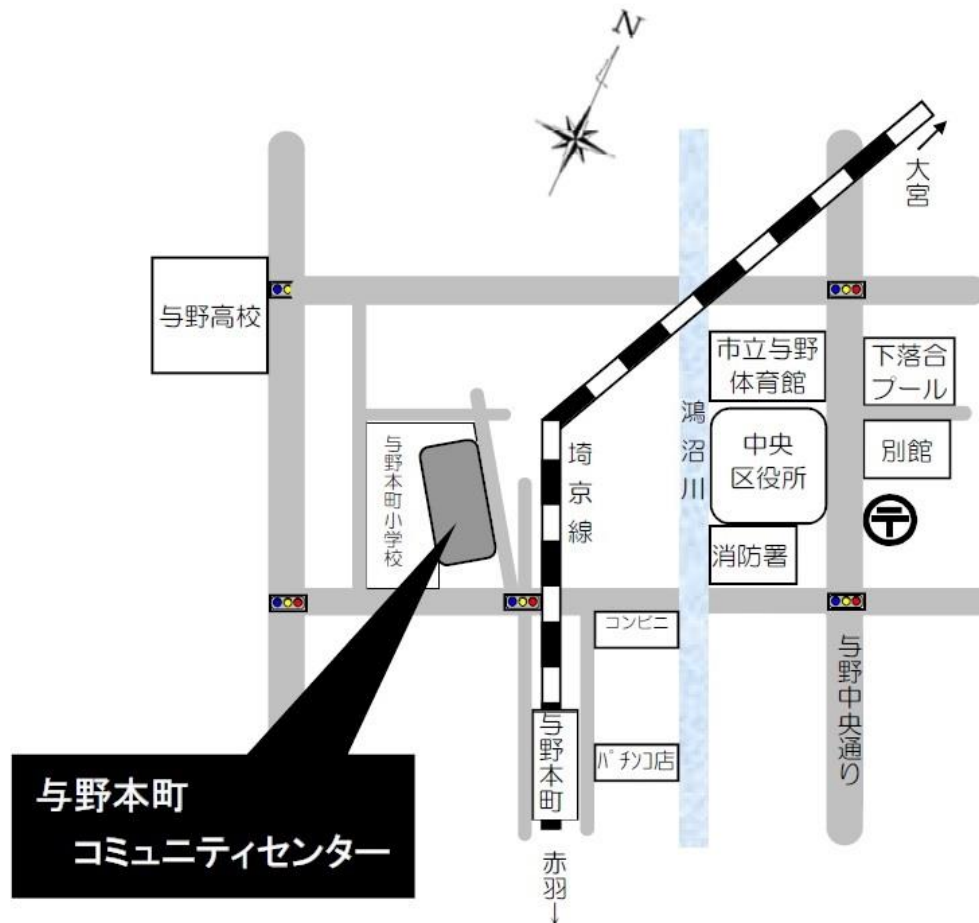 N
大宮
与野高校
市立与野
体育館
下落合
プール
鴻沼川
中央
区役所
別館
埼京線
与野本町小学校
〒
消防署
コンビニ
与野中央通り
与野本町
パチンコ店
与野本町
コミュニティセンター
赤羽